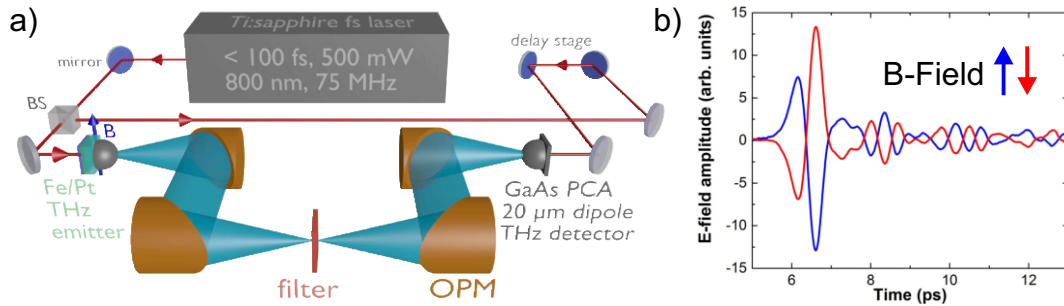 a)
Ti:sapphire fs laser
< 100 fs, 500 mW
800 nm, 75 MHz
mirror
delay stage
BS
B
Fe/Pt
THz
emitter
GaAs PCA
20 µm dipole
THz detector
filter
OPM
b)
B-Field
E-field amplitude (arb. units)
15
10
5
0
-5
-10
-15
6
8
10
12
Time (ps)